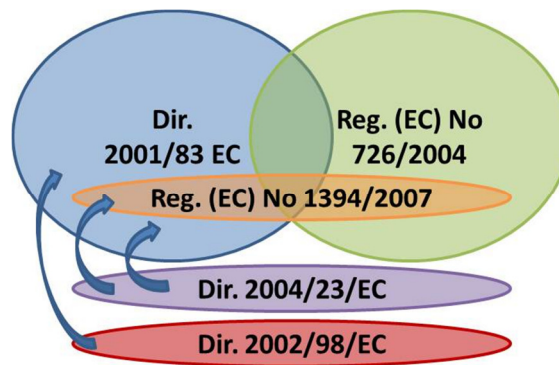 Dir.
2001/83 EC
Reg. (EC) No
726/2004
Reg. (EC) No 1394/2007
Dir. 2004/23/EC
Dir. 2002/98/EC